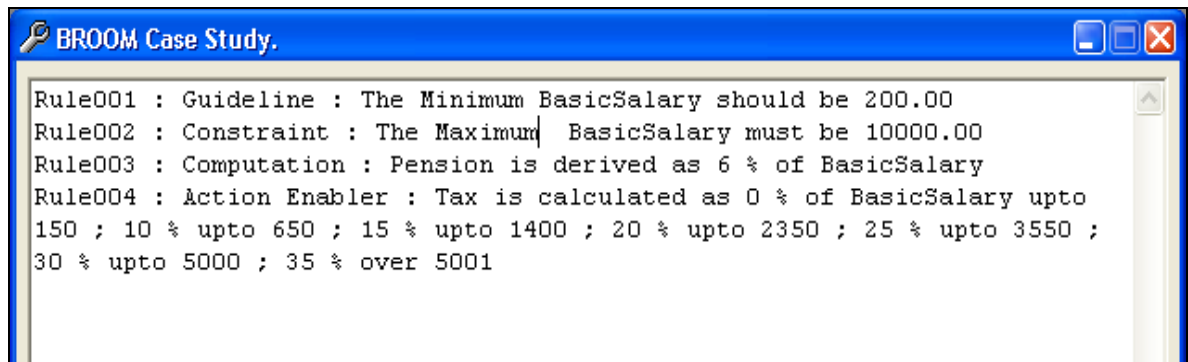 BROOM Case Study.
Rule001 : Guideline : The Minimum BasicSalary should be 200.00
Rule002 : Constraint : The Maximum  BasicSalary must be 10000.00
Rule003 : Computation : Pension is derived as 6 % of BasicSalary
Rule004 : Action Enabler : Tax is calculated as 0 % of BasicSalary upto
150 ; 10 % upto 650 ; 15 % upto 1400 ; 20 % upto 2350 ; 25 % upto 3550 ;
30 % upto 5000 ; 35 % over 5001